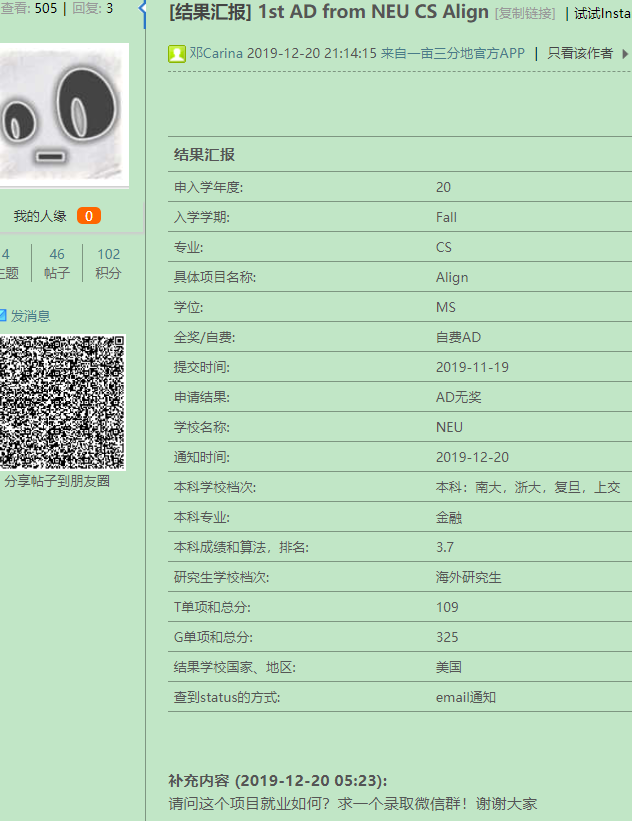 查看: 505 | 回复: 3
[结果汇报] 1st AD from NEU CS Align [复制链接] | 试试Insta
邓Carina 2019-12-20 21:14:15 来自一亩三分地官方APP | 只看该作者
我的人缘 0
4 46 102
主题 帖子 积分
发消息
分享帖子到朋友圈
结果汇报
申入学年度: 20
入学学期: Fall
专业: CS
具体项目名称: Align
学位: MS
全奖/自费: 自费AD
提交时间: 2019-11-19
申请结果: AD无奖
学校名称: NEU
通知时间: 2019-12-20
本科学校档次: 本科：南大，浙大，复旦，上交
本科专业: 金融
本科成绩和算法，排名: 3.7
研究生学校档次: 海外研究生
T单项和总分: 109
G单项和总分: 325
结果学校国家、地区: 美国
查到status的方式: email通知
补充内容 (2019-12-20 05:23):
请问这个项目就业如何？求一个录取微信群！谢谢大家